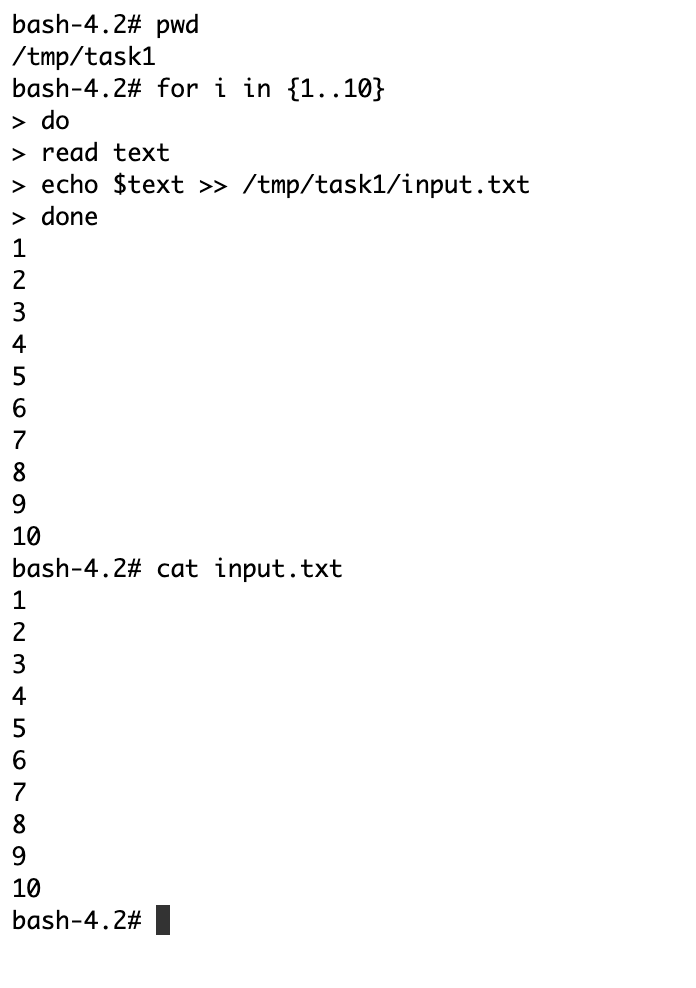 bash-4.2# pwd
/tmp/task1
bash-4.2# for i in {1..10}
> do
> read text
> echo $text >> /tmp/task1/input.txt
> done
1
2
3
4
5
6
7
8
9
10
bash-4.2# cat input.txt
1
2
3
4
5
6
7
8
9
10
bash-4.2#